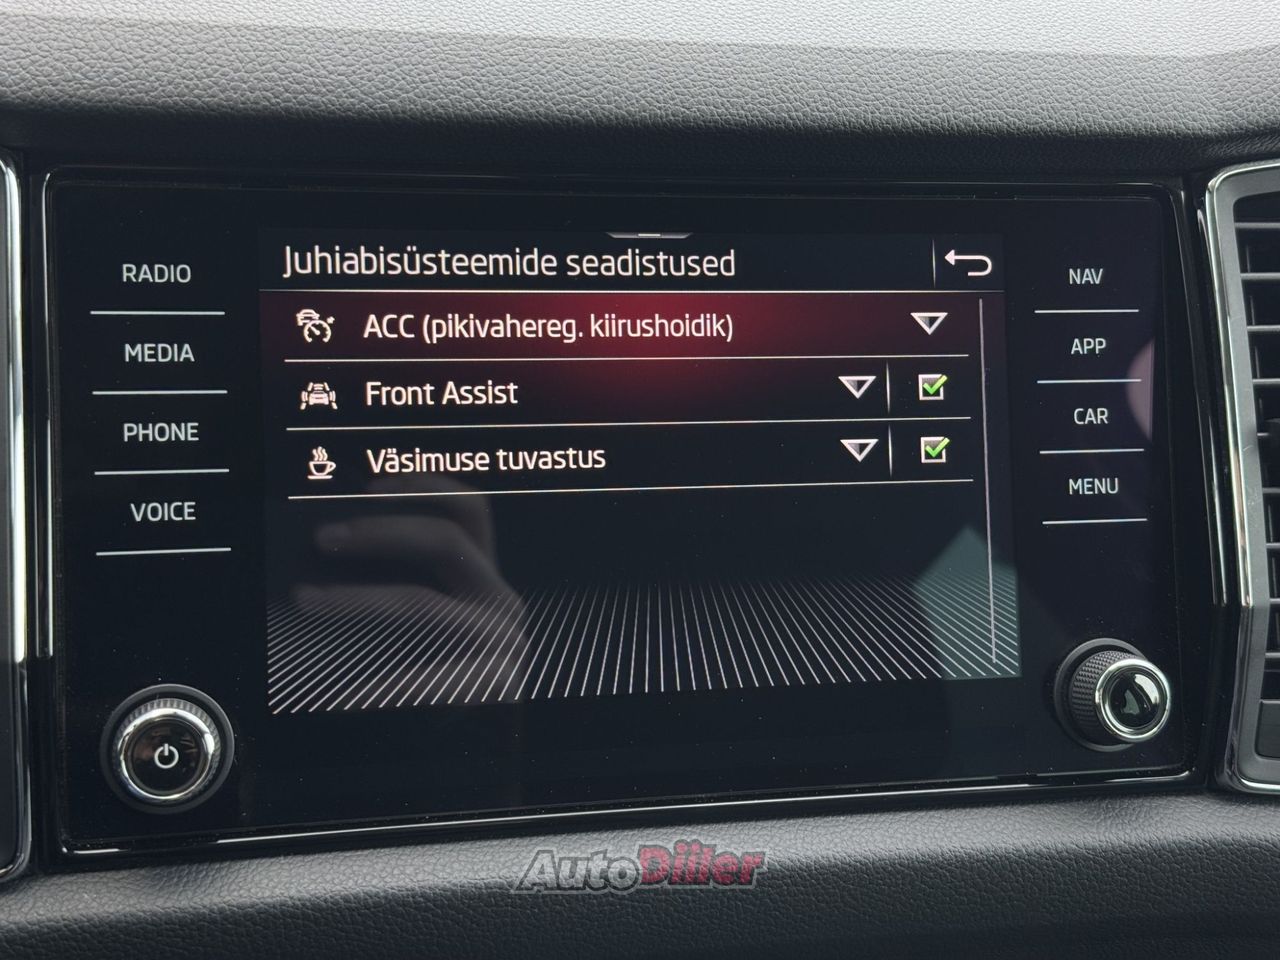 Juhiabisüsteemide seadistused
ACC (pikivahereg. kiirushoidik)
Front Assist
Väsimuse tuvastus
RADIO
MEDIA
PHONE
VOICE
NAV
APP
CAR
MENU
AutoDiiler